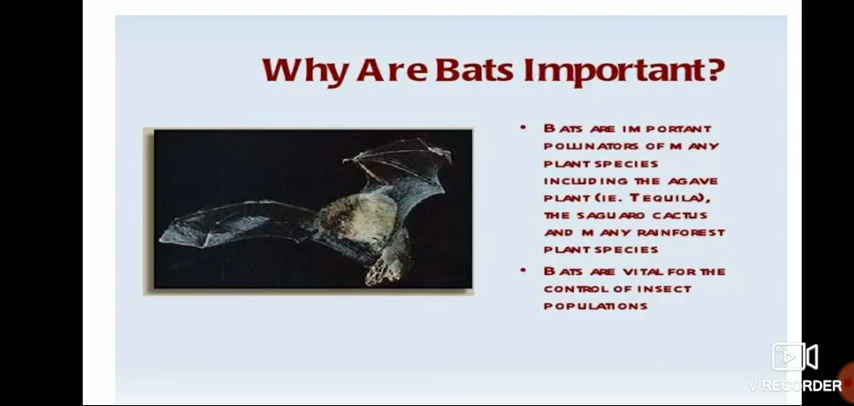 Why Are Bats Important?
• Bats are important
pollinators of many
plant species
including the agave
plant (ie. Tequila),
the saguaro cactus
and many rainforest
plant species
• Bats are vital for the
control of insect
populations
V RECORDER